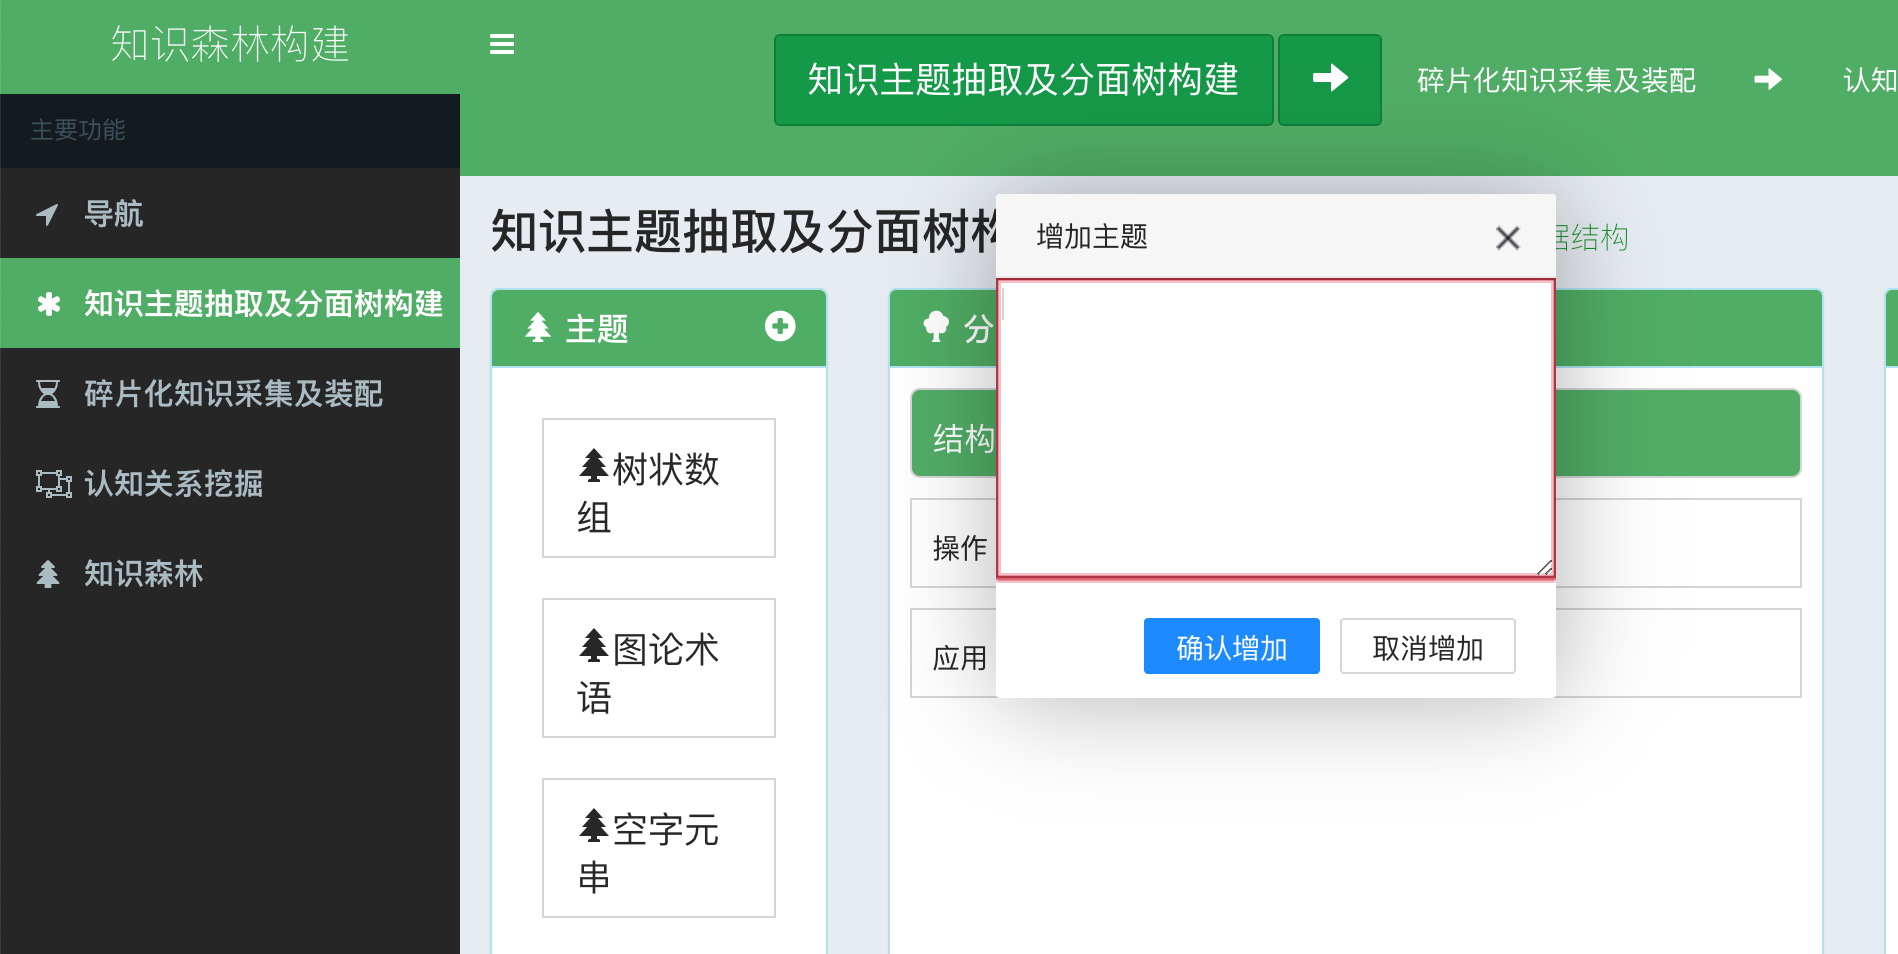 知识森林构建
知识主题抽取及分面树构建
碎片化知识采集及装配
认知
主要功能
导航
知识主题抽取及分面树构建
碎片化知识采集及装配
认知关系挖掘
知识森林
知识主题抽取及分面树
结构
增加主题
主题
树状数
组
图论术
语
空字元
串
分
结构
操作
应用
确认增加
取消增加